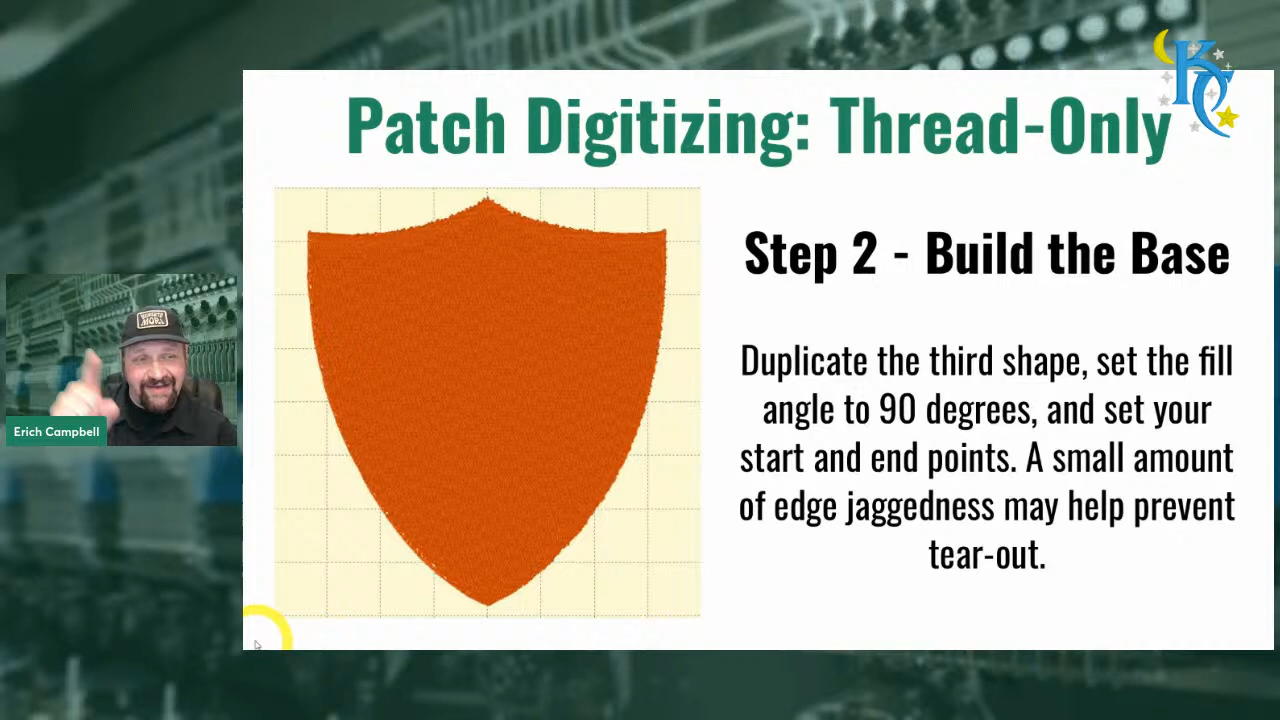 Patch Digitizing: Thread-Only
Step 2 - Build the Base
Duplicate the third shape, set the fill
angle to 90 degrees, and set your
start and end points. A small amount
of edge jaggedness may help prevent
tear-out.
Erich Campbell